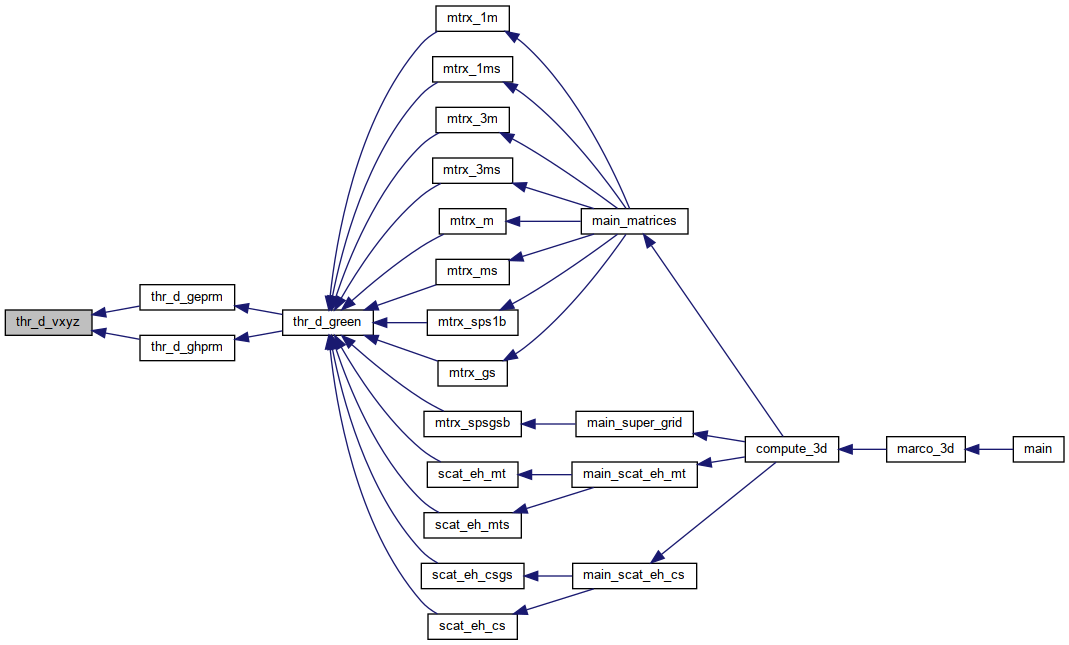 mtrx_1m
mtrx_1ms
mtrx_3m
mtrx_3ms
mtrx_m
main_matrices
mtrx_ms
thr_d_geprm
thr_d_vxyz
thr_d_green
mtrx_sps1b
thr_d_ghprm
mtrx_gs
mtrx_spsgsb
main_super_grid
compute_3d
marco_3d
main
scat_eh_mt
main_scat_eh_mt
scat_eh_mts
scat_eh_csgs
main_scat_eh_cs
scat_eh_cs